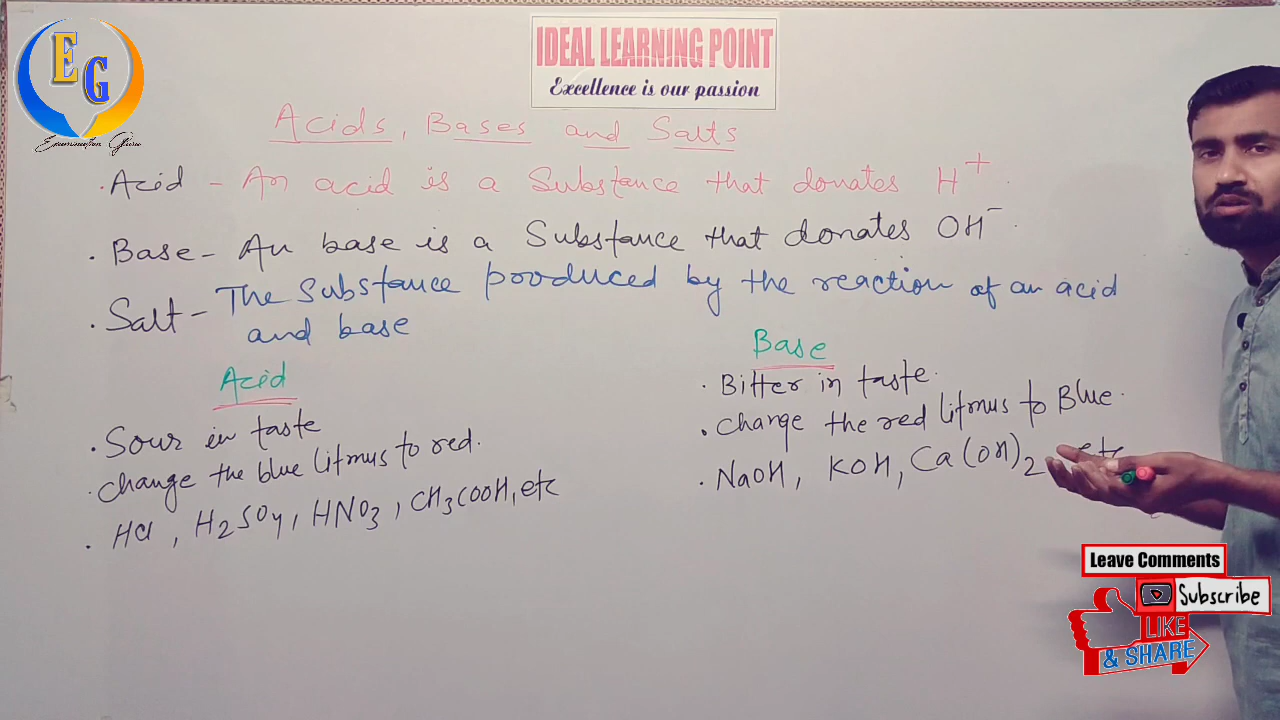 E G
Examination Guru
IDEAL LEARNING POINT
Excellence is our passion
Acids, Bases and Salts
. Acid - An acid is a Substance that donates H⁺.
. Base - An base is a Substance that donates OH⁻.
. Salt - The Substance produced by the reaction of an acid
and base
Acid
. Sour in taste
. change the blue litmus to red.
. HCl, H₂SO₄, HNO₃, CH₃COOH, etc
Base
. Bitter in taste.
. change the red litmus to Blue.
. NaOH, KOH, Ca(OH)₂ etc
Leave Comments
Subscribe
LIKE
& SHARE